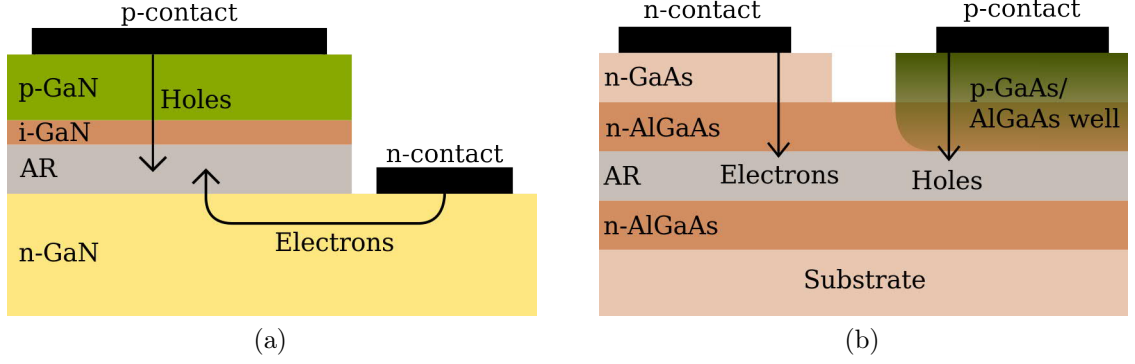 p-contact
p-GaN
Holes
i-GaN
AR
n-contact
n-GaN
Electrons
(a)
n-contact
p-contact
n-GaAs
p-GaAs/
AlGaAs well
n-AlGaAs
AR
Electrons
Holes
n-AlGaAs
Substrate
(b)